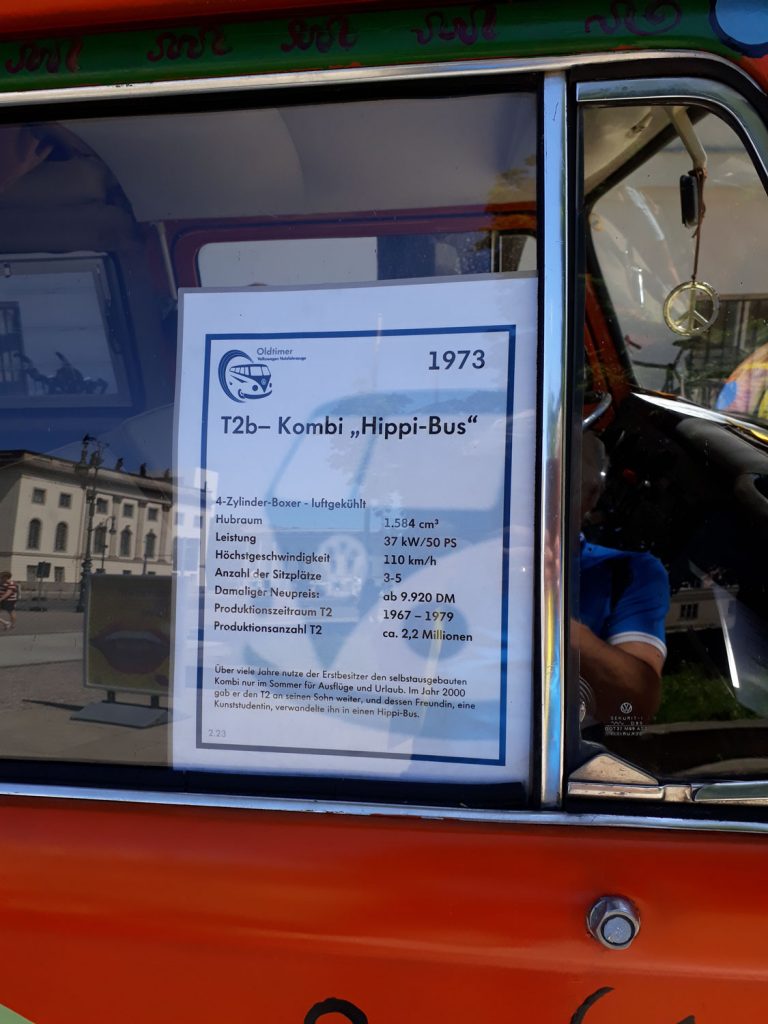 Oldtimer
Volkswagen Nutzfahrzeuge
1973
T2b– Kombi „Hippi-Bus“
4-Zylinder-Boxer - luftgekühlt
Hubraum 1.584 cm³
Leistung 37 kW/50 PS
Höchstgeschwindigkeit 110 km/h
Anzahl der Sitzplätze 3-5
Damaliger Neupreis: ab 9.920 DM
Produktionszeitraum T2 1967 – 1979
Produktionsanzahl T2 ca. 2,2 Millionen
Über viele Jahre nutze der Erstbesitzer den selbstausgebauten
Kombi nur im Sommer für Ausflüge und Urlaub. Im Jahr 2000
gab er den T2 an seinen Sohn weiter, und dessen Freundin, eine
Kunststudentin, verwandelte ihn in einen Hippi-Bus.
2.23
SEKURIT-I